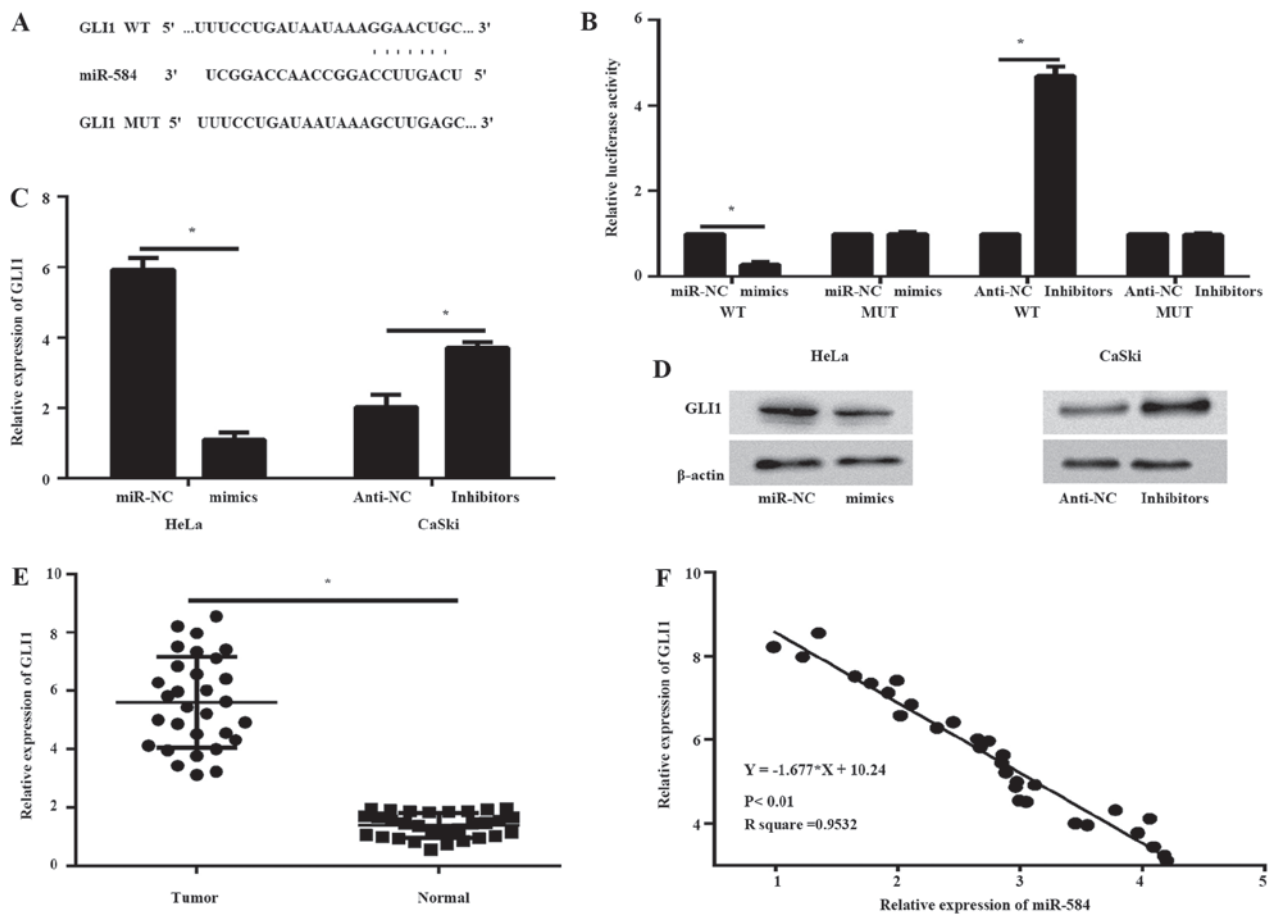 A
GLI1 WT 5' ...UUUCCUGAUAAUAAAGGAACUGC... 3'
miR-584 3' UCGGACCAACCGGACCUUGACU 5'
GLI1 MUT 5' UUUCCUGAUAAUAAAGCUUGAGC... 3'
B
Relative luciferase activity
6
4
2
0
*
*
miR-NC mimics miR-NC mimics Anti-NC Inhibitors Anti-NC Inhibitors
WT MUT WT MUT
HeLa CaSki
C
Relative expression of GLI1
8
6
4
2
0
*
*
miR-NC mimics Anti-NC Inhibitors
HeLa CaSki
D
GLI1
β-actin
miR-NC mimics Anti-NC Inhibitors
E
Relative expression of GLI1
10
8
6
4
2
0
*
Tumor Normal
F
Relative expression of GLI1
10
8
6
4
Y = -1.677*X + 10.24
P< 0.01
R square =0.9532
1 2 3 4 5
Relative expression of miR-584